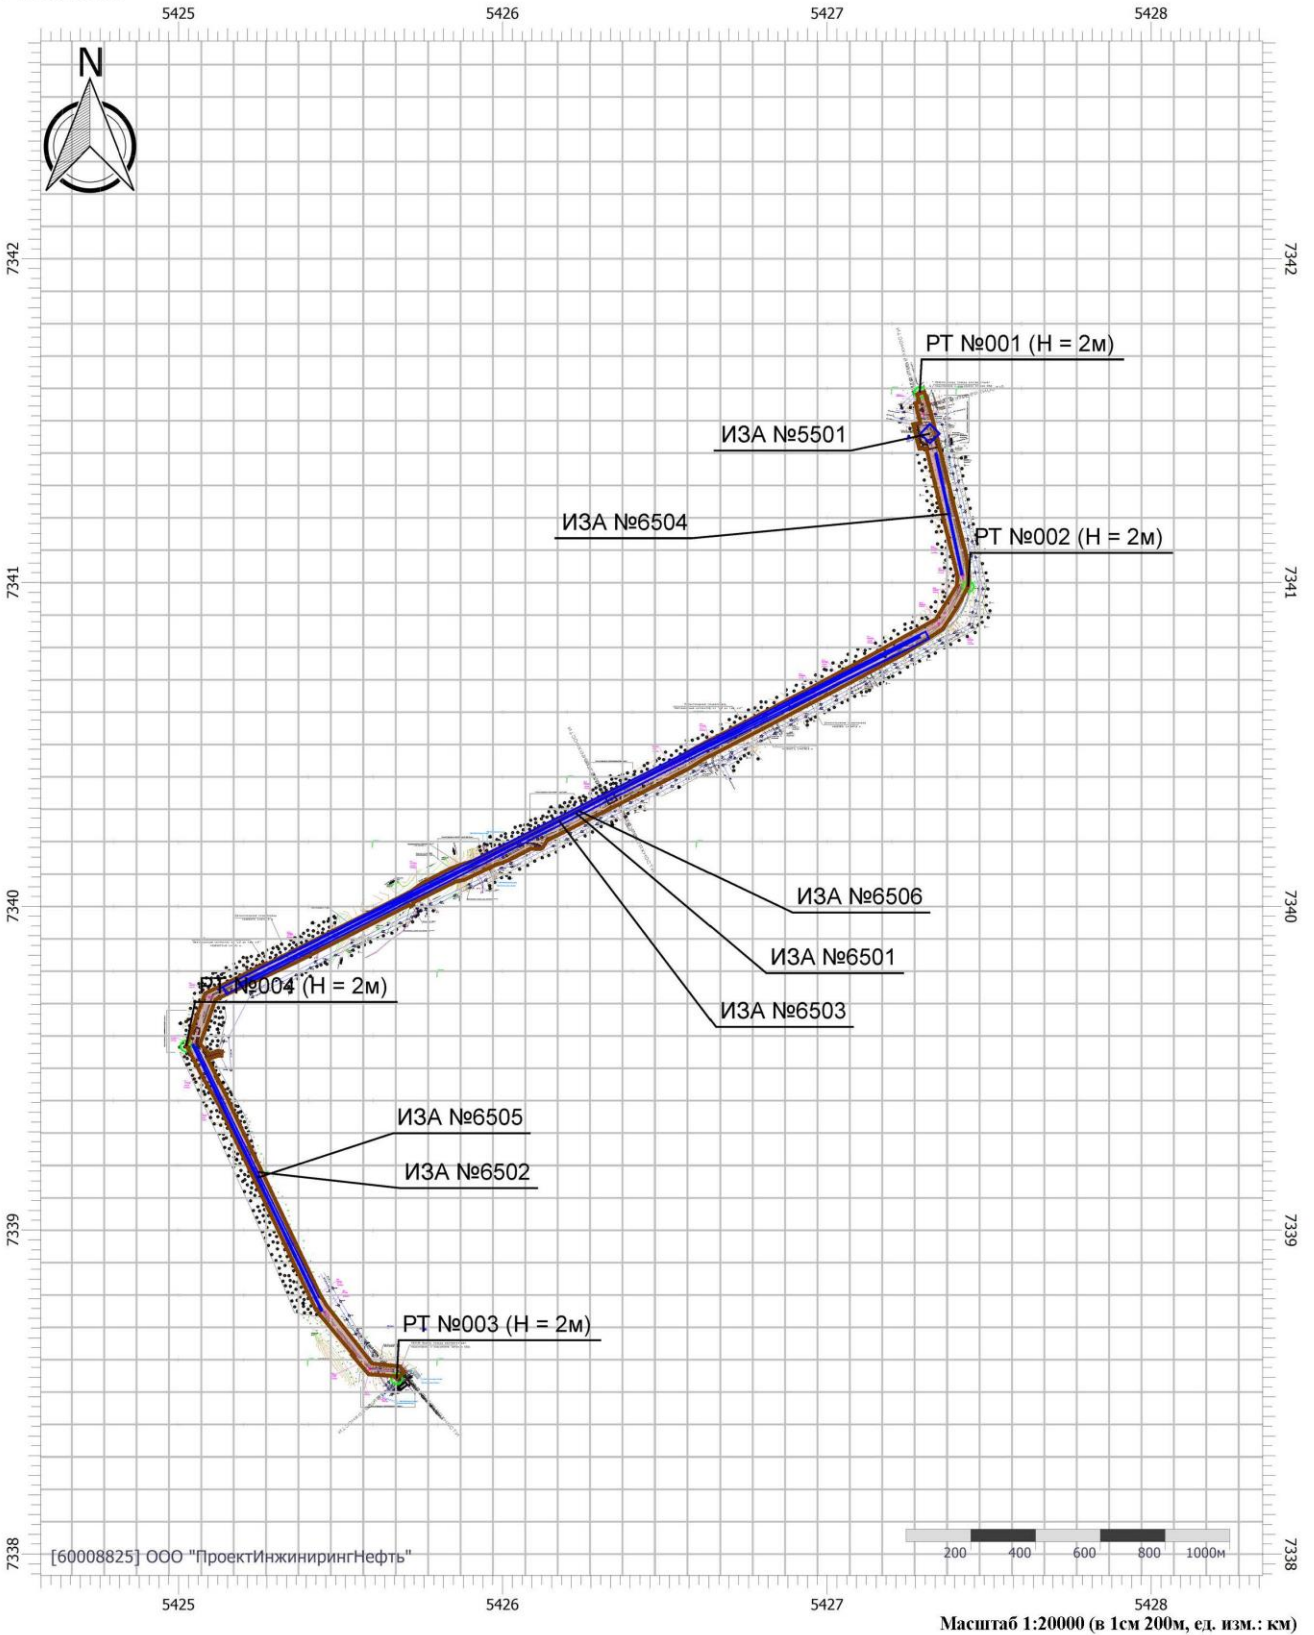 5425 5426 5427 5428
N
7342 7342
РТ №001 (Н = 2м)
ИЗА №5501
ИЗА №6504
РТ №002 (Н = 2м)
7341 7341
ИЗА №6506
7340 7340
ИЗА №6501
РТ №004 (Н = 2м)
ИЗА №6503
ИЗА №6505
ИЗА №6502
7339 7339
РТ №003 (Н = 2м)
200 400 600 800 1000м
[60008825] ООО "ПроектИнжинирингНефть"
7338 7338
5425 5426 5427 5428
Масштаб 1:20000 (в 1см 200м, ед. изм.: км)